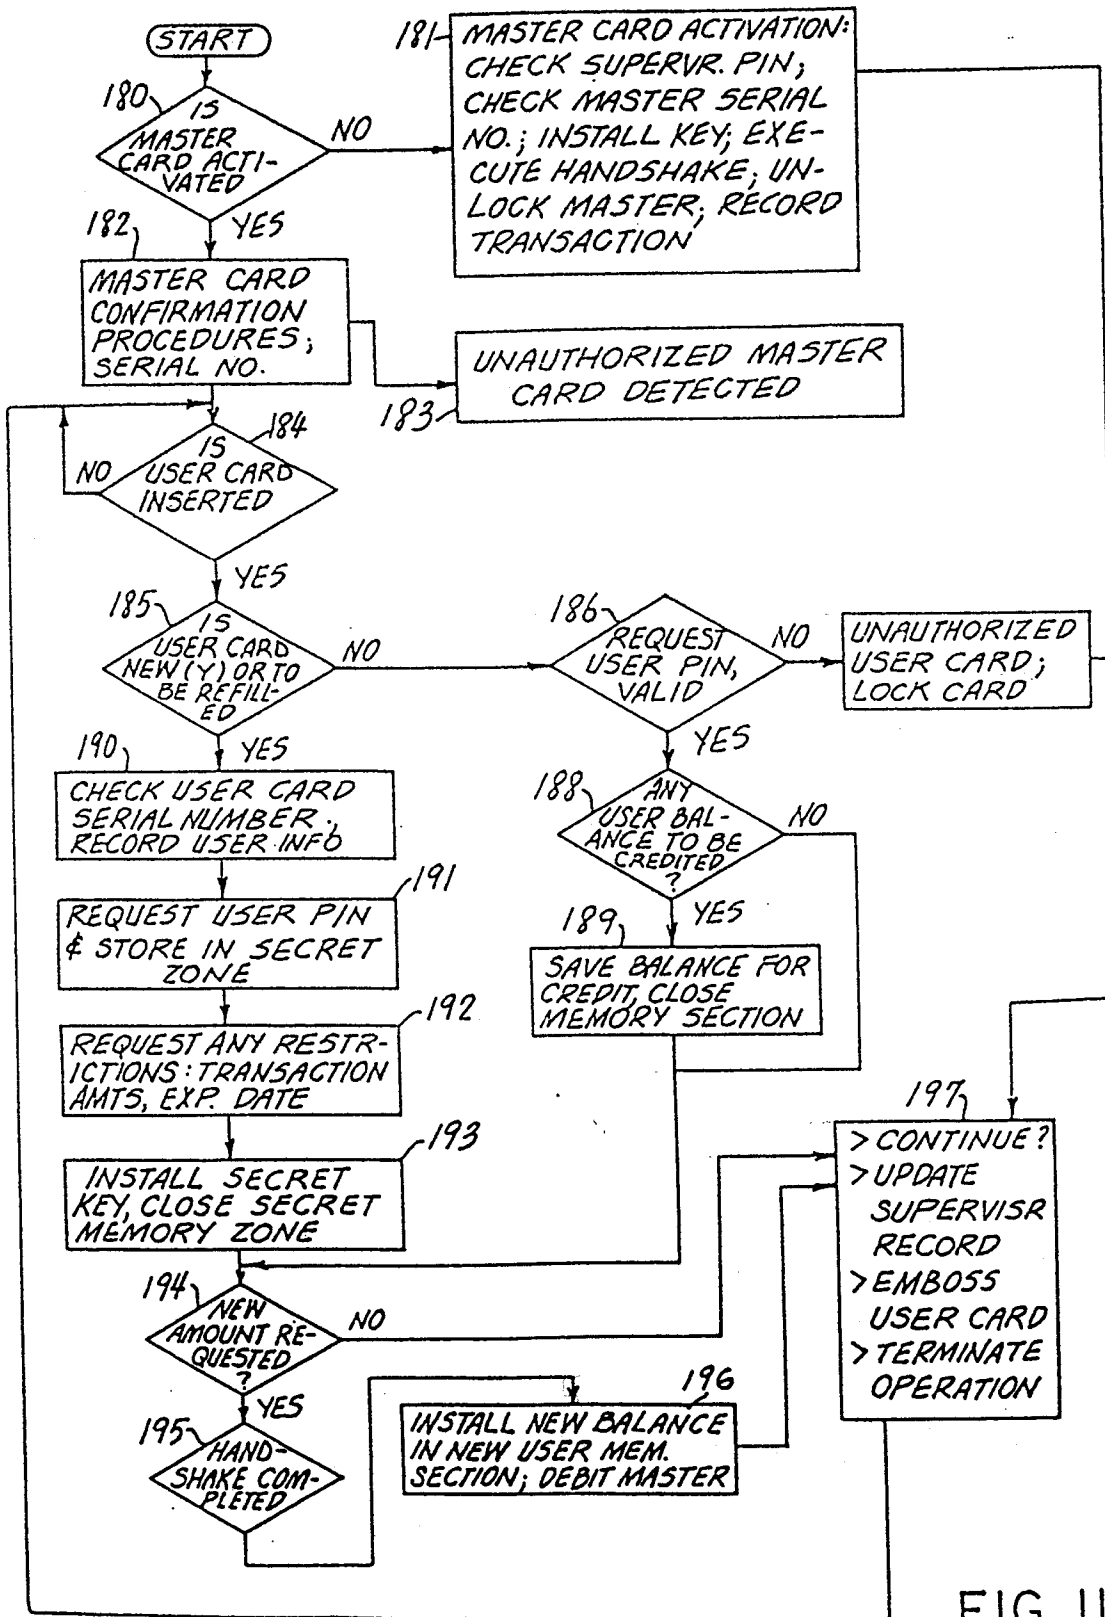 START
180
IS
MASTER
CARD ACTI-
VATED
NO
YES
181
MASTER CARD ACTIVATION:
CHECK SUPERVR. PIN;
CHECK MASTER SERIAL
NO.; INSTALL KEY; EXE-
CUTE HANDSHAKE; UN-
LOCK MASTER; RECORD
TRANSACTION
182
MASTER CARD
CONFIRMATION
PROCEDURES;
SERIAL NO.
183
UNAUTHORIZED MASTER
CARD DETECTED
184
IS
USER CARD
INSERTED
NO
YES
185
IS
USER CARD
NEW (Y) OR TO
BE REFILL-
ED
NO
YES
186
REQUEST
USER PIN,
VALID
NO
YES
UNAUTHORIZED
USER CARD;
LOCK CARD
188
ANY
USER BAL-
ANCE TO BE
CREDITED
?
NO
YES
189
SAVE BALANCE FOR
CREDIT, CLOSE
MEMORY SECTION
190
CHECK USER CARD
SERIAL NUMBER;
RECORD USER INFO
191
REQUEST USER PIN
& STORE IN SECRET
ZONE
192
REQUEST ANY RESTR-
ICTIONS: TRANSACTION
AMTS, EXP. DATE
193
INSTALL SECRET
KEY, CLOSE SECRET
MEMORY ZONE
194
NEW
AMOUNT RE-
QUESTED
?
NO
YES
195
HAND-
SHAKE COM-
PLETED
196
INSTALL NEW BALANCE
IN NEW USER MEM.
SECTION; DEBIT MASTER
197
> CONTINUE?
> UPDATE
SUPERVISR
RECORD
> EMBOSS
USER CARD
> TERMINATE
OPERATION
FIG. 11